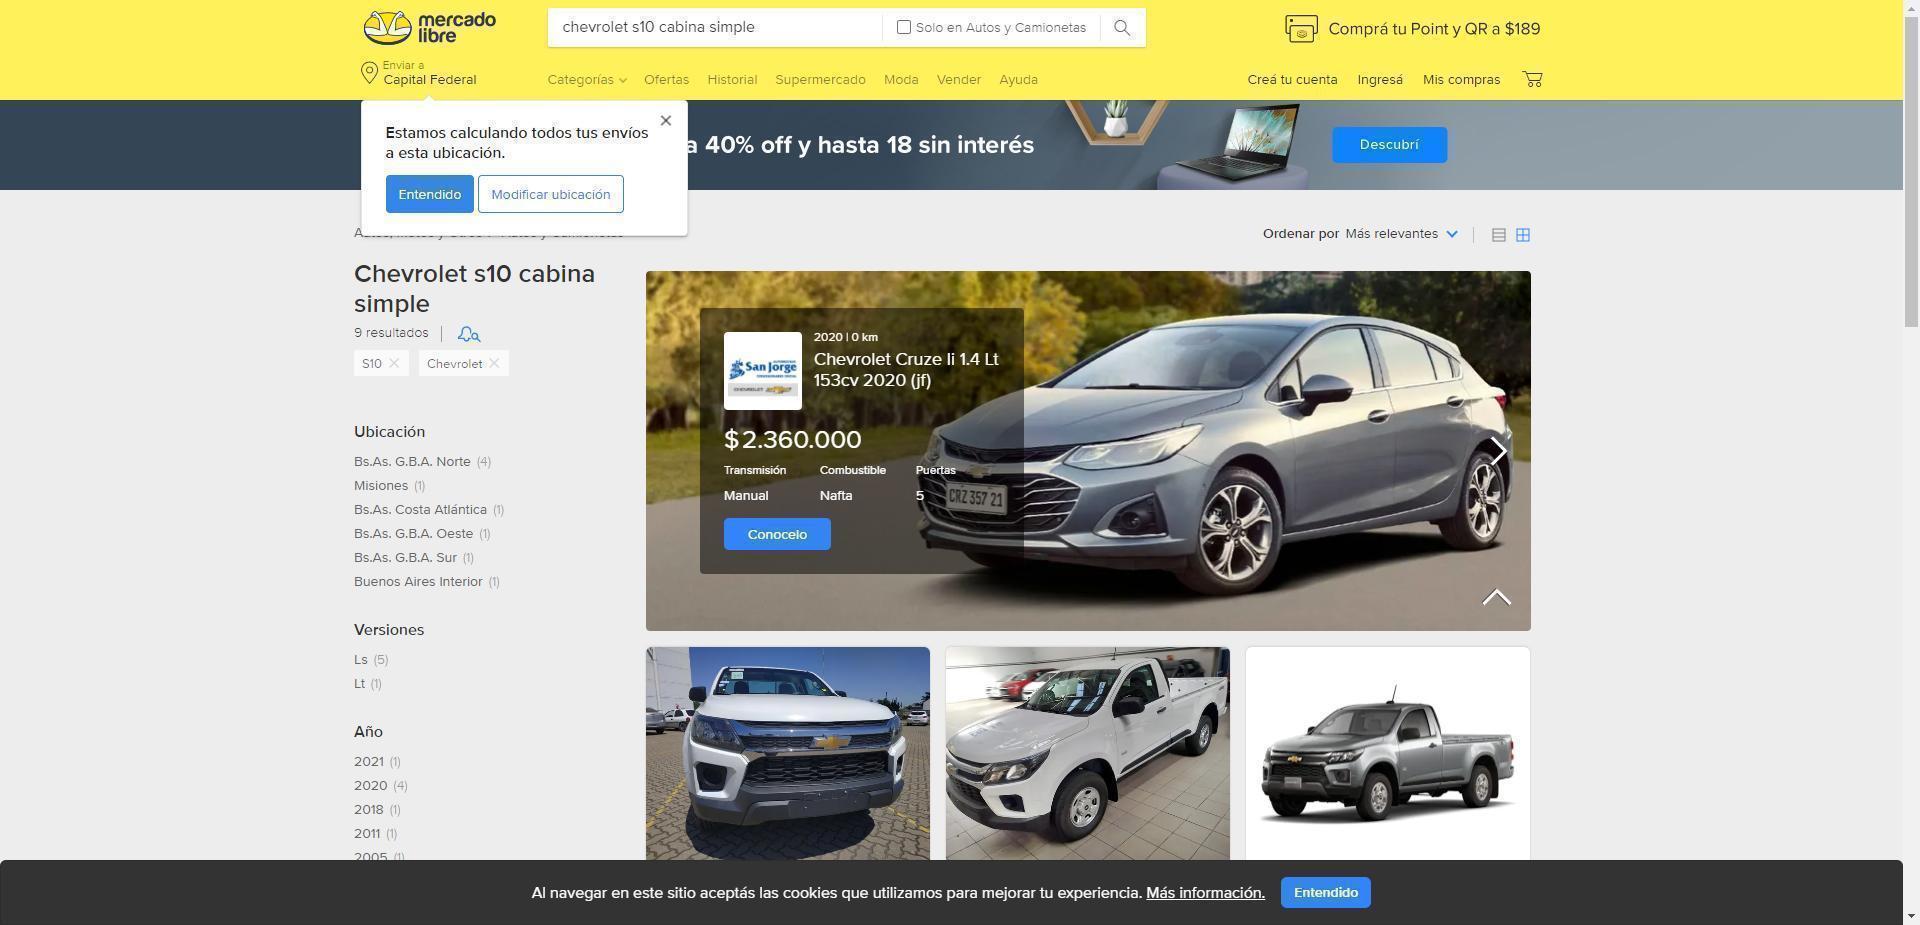 mercado
libre
chevrolet s10 cabina simple
Solo en Autos y Camionetas
Comprá tu Point y QR a $189
Enviar a
Capital Federal
Categorías
Ofertas
Historial
Supermercado
Moda
Vender
Ayuda
Creá tu cuenta
Ingresá
Mis compras
Estamos calculando todos tus envíos
a esta ubicación.
Entendido
Modificar ubicación
a 40% off y hasta 18 sin interés
Descubrí
Ordenar por Más relevantes
Chevrolet s10 cabina
simple
9 resultados
S10
Chevrolet
Ubicación
Bs.As. G.B.A. Norte (4)
Misiones (1)
Bs.As. Costa Atlántica (1)
Bs.As. G.B.A. Oeste (1)
Bs.As. G.B.A. Sur (1)
Buenos Aires Interior (1)
Versiones
Ls (5)
Lt (1)
Año
2021 (1)
2020 (4)
2018 (1)
2011 (1)
2005 (1)
San Jorge
CHEVROLET
2020 | 0 km
Chevrolet Cruze Ii 1.4 Lt
153cv 2020 (jf)
$2.360.000
Transmisión
Combustible
Puertas
Manual
Nafta
5
CRZ 357 21
Conocelo
Al navegar en este sitio aceptás las cookies que utilizamos para mejorar tu experiencia. Más información.
Entendido